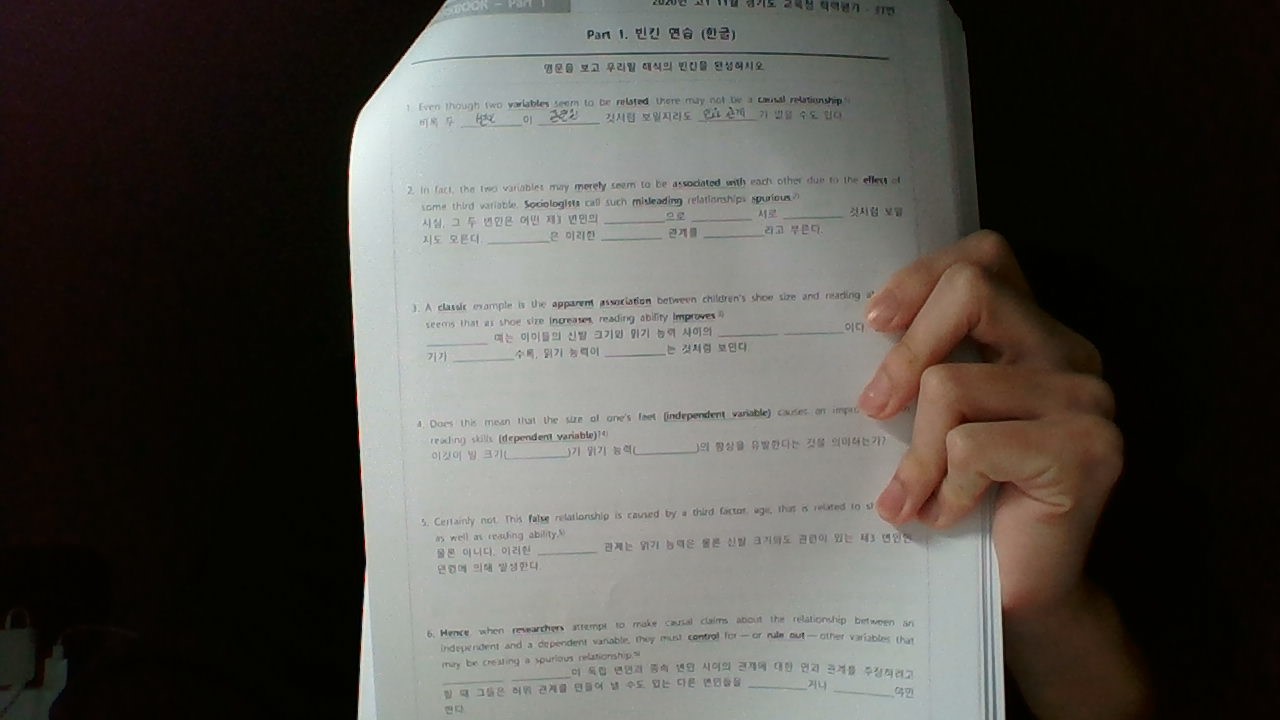 BOOK - Part 1
2020년 고1 11월 경기도 교육청 학력평가 - 37번
Part 1. 빈칸 연습 (한글)
영문을 보고 우리말 해석의 빈칸을 완성하시오
1. Even though two variables seem to be related, there may not be a causal relationship.1)
비록 두 변인 이 관련된 것처럼 보일지라도 인과 관계 가 없을 수도 있다
2. In fact, the two variables may merely seem to be associated with each other due to the effect of
some third variable. Sociologists call such misleading relationships spurious.2)
사실, 그 두 변인은 어떤 제3 변인의 ________으로 ________ 서로 ________ 것처럼 보일
지도 모른다. ________은 이러한 ________ 관계를 ________라고 부른다.
3. A classic example is the apparent association between children's shoe size and reading
seems that as shoe size increases, reading ability improves.3)
________ 예는 아이들의 신발 크기와 읽기 능력 사이의 ________ ________이다
기가 ________수록, 읽기 능력이 ________는 것처럼 보인다
4. Does this mean that the size of one's feet (independent variable) causes an
reading skills (dependent variable)?4)
이것이 발 크기(________)가 읽기 능력(________)의 향상을 유발한다는 것을 의미하는가?
5. Certainly not. This false relationship is caused by a third factor, age, that is related to
as well as reading ability.5)
물론 아니다. 이러한 ________ 관계는 읽기 능력은 물론 신발 크기와도 관련이 있는 제3 변인인
연령에 의해 발생한다.
6. Hence, when researchers attempt to make causal claims about the relationship between an
independent and a dependent variable, they must control for — or rule out — other variables that
may be creating a spurious relationship.6)
________ ________이 독립 변인과 종속 변인 사이의 관계에 대한 인과 관계를 주장하려고
할 때 그들은 허위 관계를 만들어 낼 수도 있는 다른 변인들을 ________거나 ________해야만
한다.